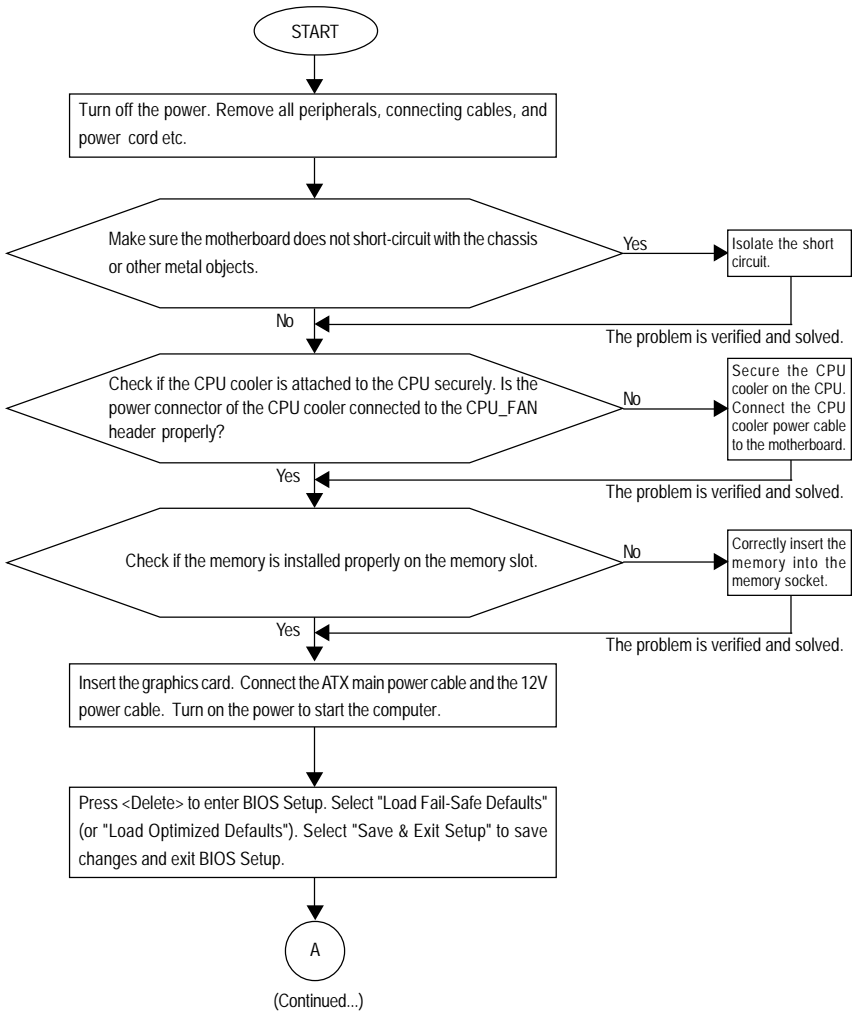 START
Turn off the power. Remove all peripherals, connecting cables, and
power cord etc.
Make sure the motherboard does not short-circuit with the chassis
or other metal objects.
Yes
Isolate the short
circuit.
No
The problem is verified and solved.
Check if the CPU cooler is attached to the CPU securely. Is the
power connector of the CPU cooler connected to the CPU_FAN
header properly?
No
Secure the CPU
cooler on the CPU.
Connect the CPU
cooler power cable
to the motherboard.
Yes
The problem is verified and solved.
Check if the memory is installed properly on the memory slot.
No
Correctly insert the
memory into the
memory socket.
Yes
The problem is verified and solved.
Insert the graphics card. Connect the ATX main power cable and the 12V
power cable. Turn on the power to start the computer.
Press <Delete> to enter BIOS Setup. Select "Load Fail-Safe Defaults"
(or "Load Optimized Defaults"). Select "Save & Exit Setup" to save
changes and exit BIOS Setup.
A
(Continued...)